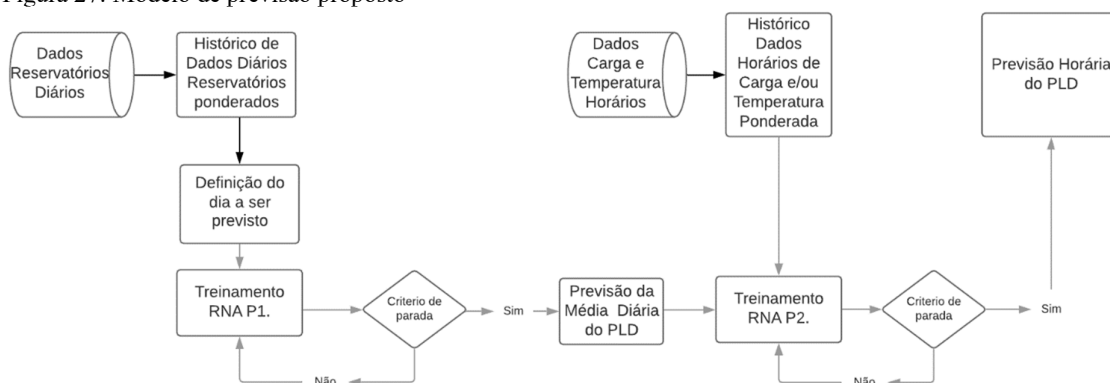 Figura 27: Modelo de previsão proposto
Dados
Reservatórios
Diários
Histórico de
Dados Diários
Reservatórios
ponderados
Definição do
dia a ser
previsto
Treinamento
RNA P1.
Criterio de
parada
Sim
Não
Previsão da
Média Diária
do PLD
Dados
Carga e
Temperatura
Horários
Histórico
Dados
Horários de
Carga e/ou
Temperatura
Ponderada
Treinamento
RNA P2.
Criterio de
parada
Sim
Não
Previsão Horária
do PLD